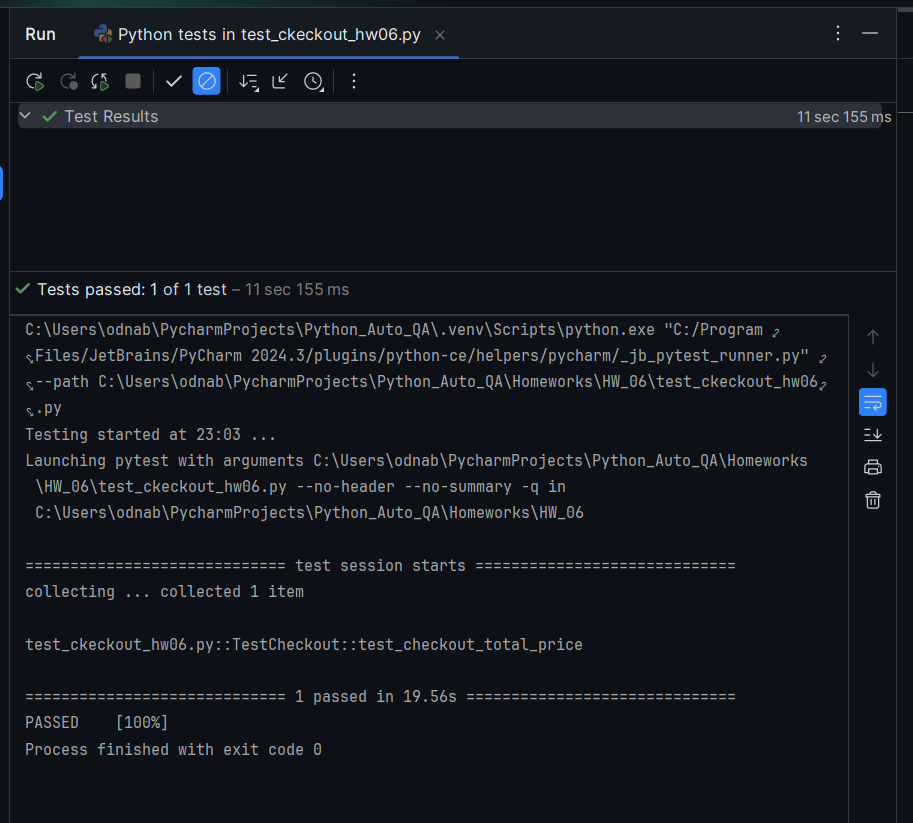 Run
Python tests in test_ckeckout_hw06.py
Test Results
11 sec 155 ms
Tests passed: 1 of 1 test – 11 sec 155 ms
C:\Users\odnab\PycharmProjects\Python_Auto_QA\.venv\Scripts\python.exe "C:/Program
Files/JetBrains/PyCharm 2024.3/plugins/python-ce/helpers/pycharm/_jb_pytest_runner.py"
--path C:\Users\odnab\PycharmProjects\Python_Auto_QA\Homeworks\HW_06\test_ckeckout_hw06
.py
Testing started at 23:03 ...
Launching pytest with arguments C:\Users\odnab\PycharmProjects\Python_Auto_QA\Homeworks
\HW_06\test_ckeckout_hw06.py --no-header --no-summary -q in
C:\Users\odnab\PycharmProjects\Python_Auto_QA\Homeworks\HW_06
============================= test session starts =============================
collecting ... collected 1 item
test_ckeckout_hw06.py::TestCheckout::test_checkout_total_price
============================= 1 passed in 19.56s ==============================
PASSED    [100%]
Process finished with exit code 0